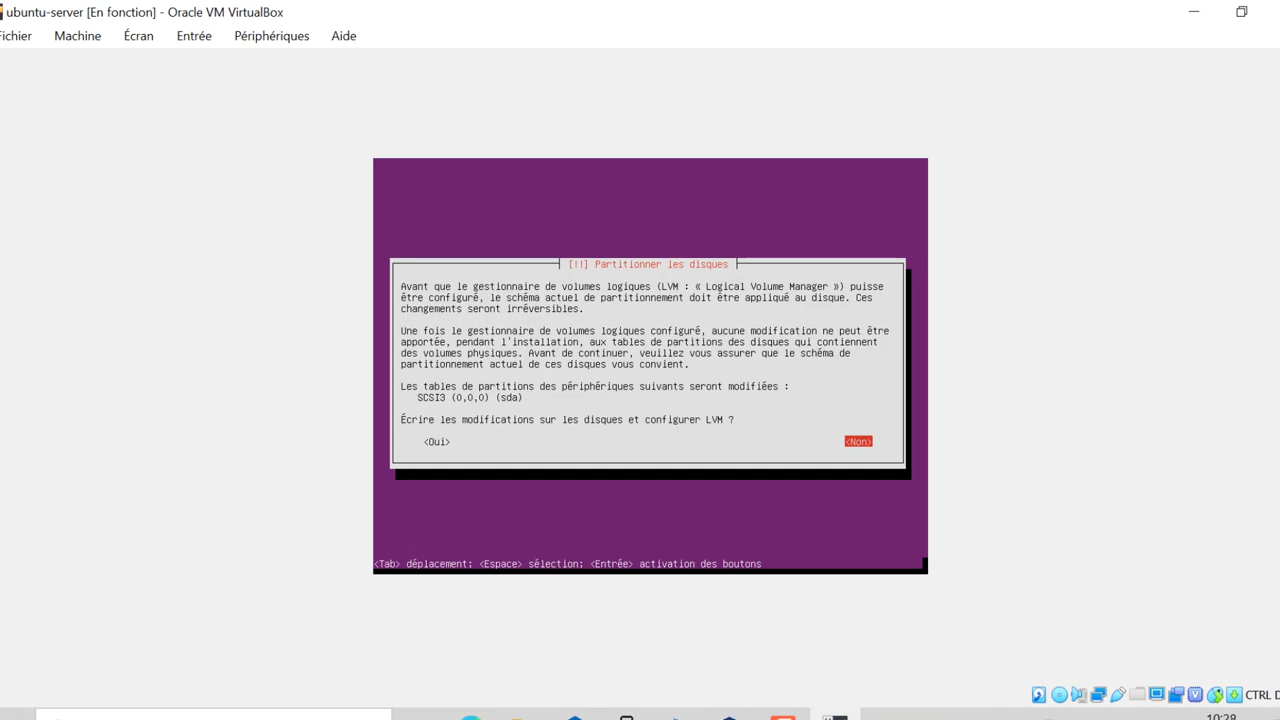 ubuntu-server [En fonction] - Oracle VM VirtualBox
Fichier Machine Écran Entrée Périphériques Aide
[!!] Partitionner les disques
Avant que le gestionnaire de volumes logiques (LVM : « Logical Volume Manager ») puisse
être configuré, le schéma actuel de partitionnement doit être appliqué au disque. Ces
changements seront irréversibles.
Une fois le gestionnaire de volumes logiques configuré, aucune modification ne peut être
apportée, pendant l'installation, aux tables de partitions des disques qui contiennent
des volumes physiques. Avant de continuer, veuillez vous assurer que le schéma de
partitionnement actuel de ces disques vous convient.
Les tables de partitions des périphériques suivants seront modifiées :
SCSI3 (0,0,0) (sda)
Écrire les modifications sur les disques et configurer LVM ?
<Oui> <Non>
<Tab> déplacement; <Espace> sélection; <Entrée> activation des boutons
CTRL D
10:28